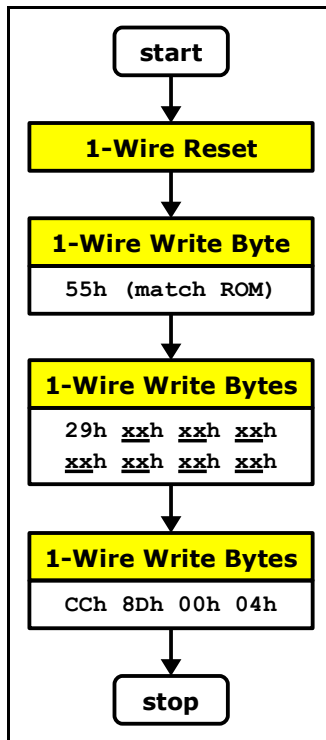 start
1-Wire Reset
1-Wire Write Byte
55h (match ROM)
1-Wire Write Bytes
29h xxh xxh xxh
xxh xxh xxh xxh
1-Wire Write Bytes
CCh 8Dh 00h 04h
stop